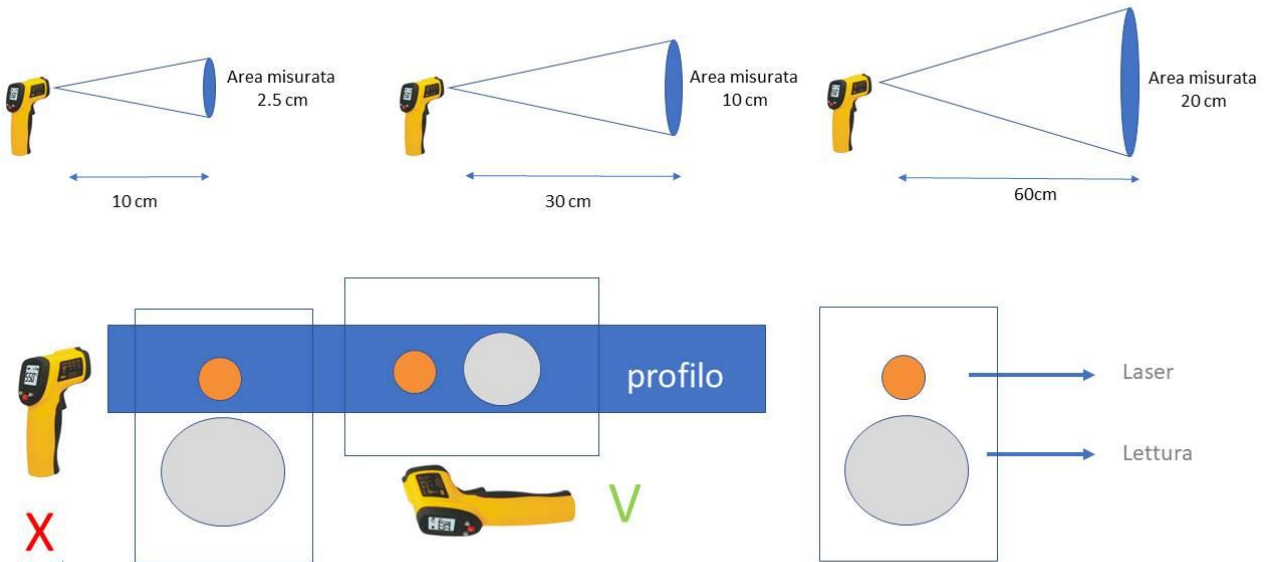 Area misurata
2.5 cm
10 cm
Area misurata
10 cm
30 cm
Area misurata
20 cm
60cm
profilo
X
V
Laser
Lettura